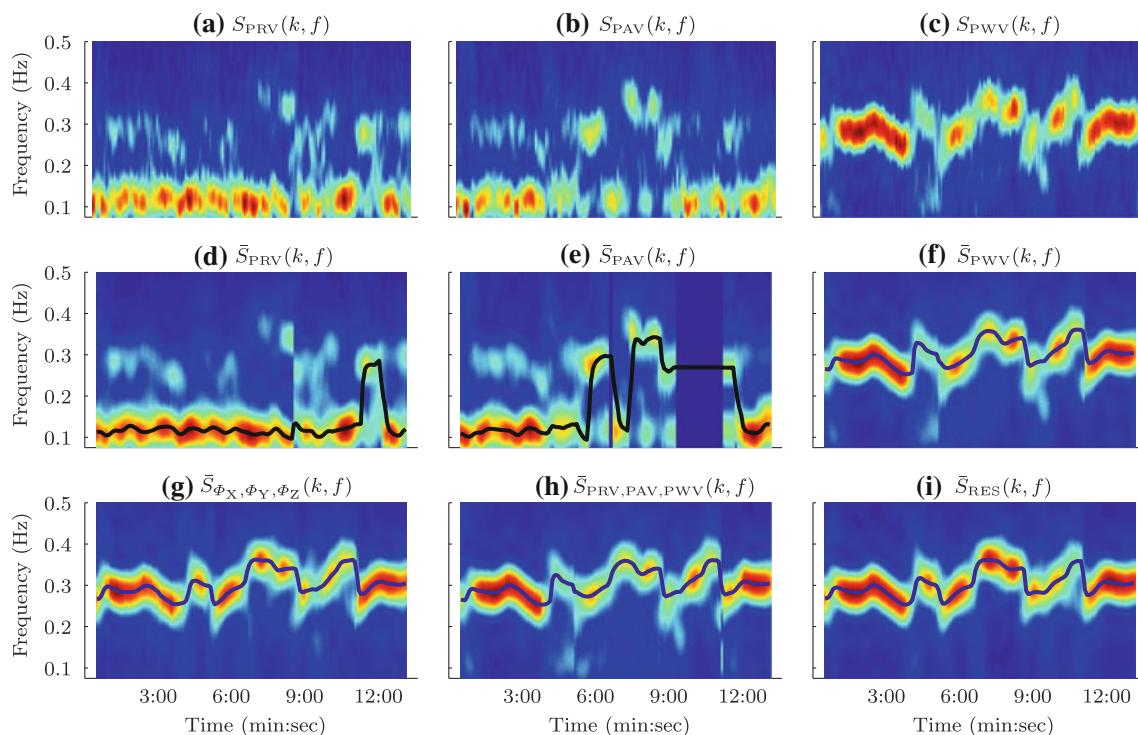 (a) S_PRV(k, f)
(b) S_PAV(k, f)
(c) S_PWV(k, f)
Frequency (Hz)
0.5
0.4
0.3
0.2
0.1
(d) S̄_PRV(k, f)
(e) S̄_PAV(k, f)
(f) S̄_PWV(k, f)
Frequency (Hz)
0.5
0.4
0.3
0.2
0.1
(g) S̄_Φ_X,Φ_Y,Φ_Z(k, f)
(h) S̄_PRV,PAV,PWV(k, f)
(i) S̄_RES(k, f)
Frequency (Hz)
0.5
0.4
0.3
0.2
0.1
3:00 6:00 9:00 12:00
3:00 6:00 9:00 12:00
3:00 6:00 9:00 12:00
Time (min:sec)
Time (min:sec)
Time (min:sec)